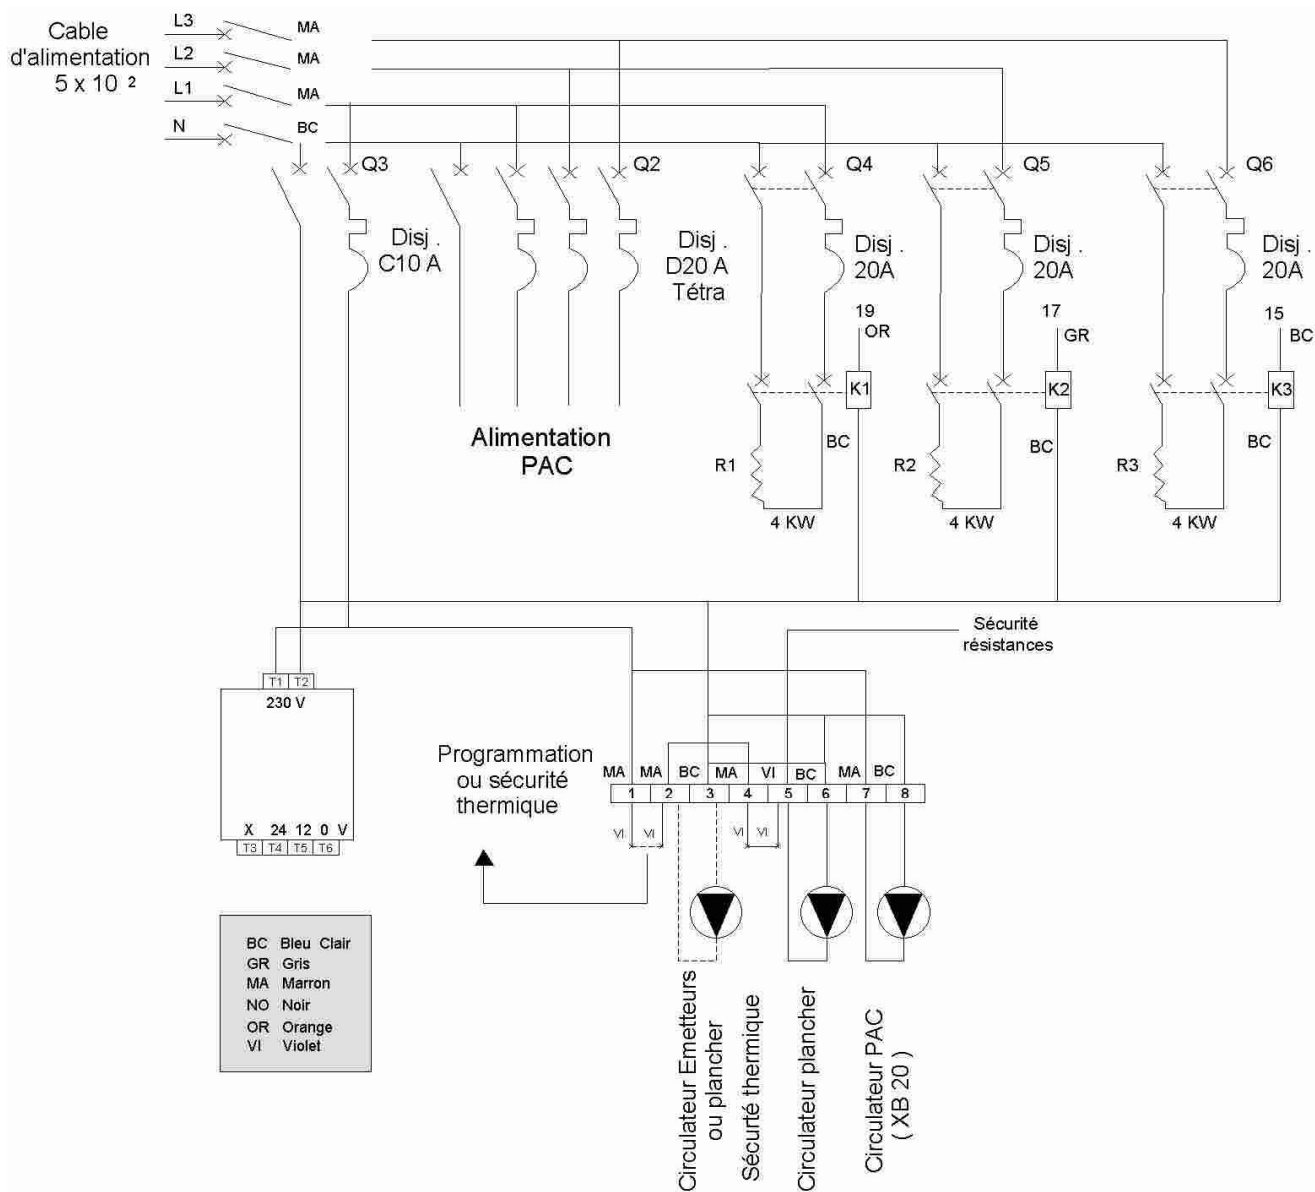 Cable
d'alimentation
5 x 10 ²
L3
MA
L2
MA
L1
MA
N
BC
Q3
Q2
Q4
Q5
Q6
Disj .
C10 A
Disj .
D20 A
Tétra
Disj .
20A
Disj .
20A
Disj .
20A
19
OR
17
GR
15
BC
K1
K2
K3
Alimentation
PAC
BC
BC
BC
R1
R2
R3
4 KW
4 KW
4 KW
Sécurité
résistances
T1 T2
230 V
X 24 12 0 V
T3 T4 T5 T6
Programmation
ou sécurité
thermique
MA MA BC MA VI BC MA BC
1 2 3 4 5 6 7 8
VI VI VI VI
BC Bleu Clair
GR Gris
MA Marron
NO Noir
OR Orange
VI Violet
Circulateur Emetteurs
ou plancher
Sécurté thermique
Circulateur plancher
Circulateur PAC
( XB 20 )